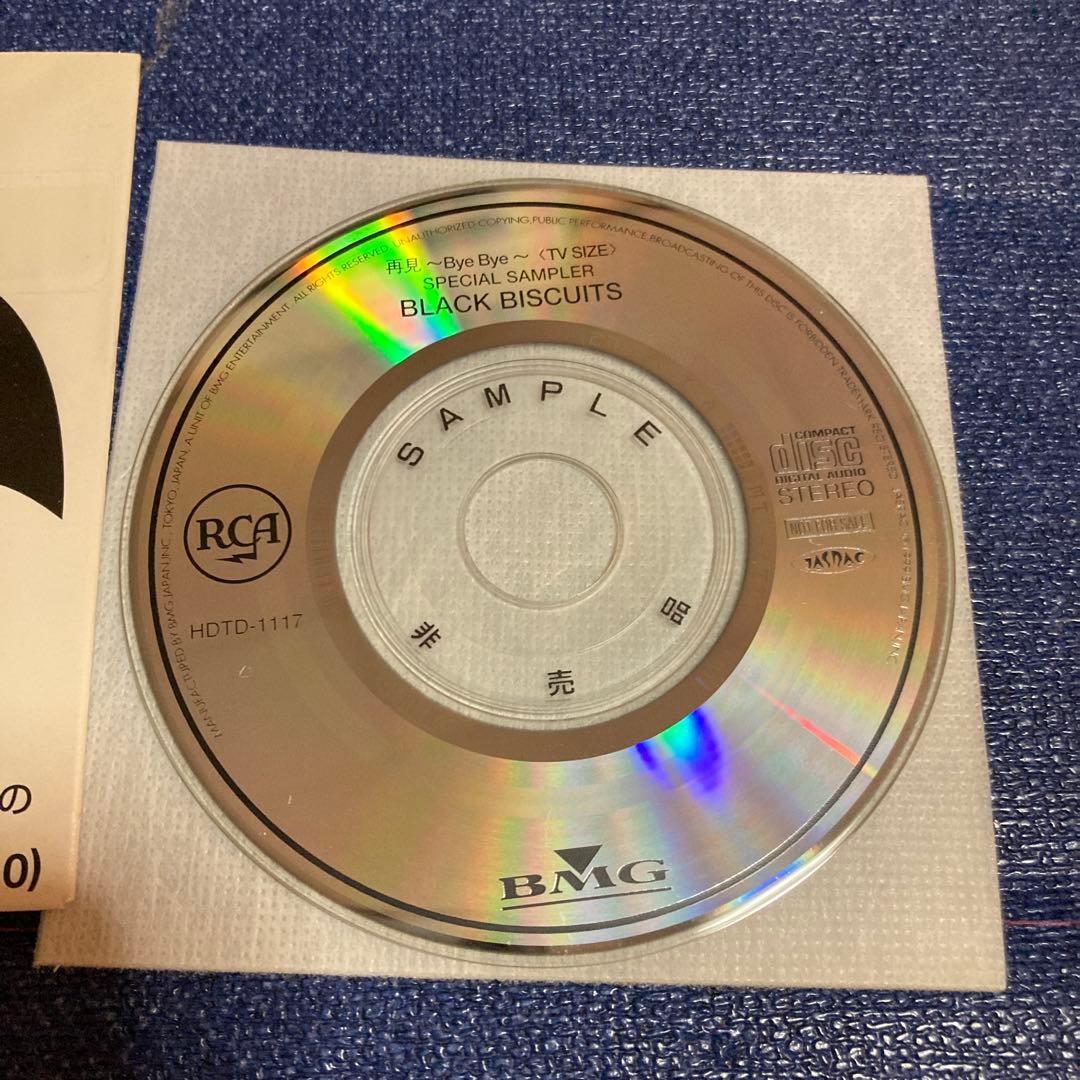 再見 〜Bye Bye〜 〈TV SIZE〉
SPECIAL SAMPLER
BLACK BISCUITS
SAMPLE
非売品
RCA
HDTD-1117
COMPACT
disc
DIGITAL AUDIO
STEREO
NOT FOR SALE
JASRAC
BMG
MANUFACTURED BY BMG JAPAN, INC., TOKYO, JAPAN. A UNIT OF BMG ENTERTAINMENT. ALL RIGHTS RESERVED. UNAUTHORIZED COPYING, PUBLIC PERFORMANCE, BROADCASTING OF THIS DISC IS FORBIDDEN
の
0)